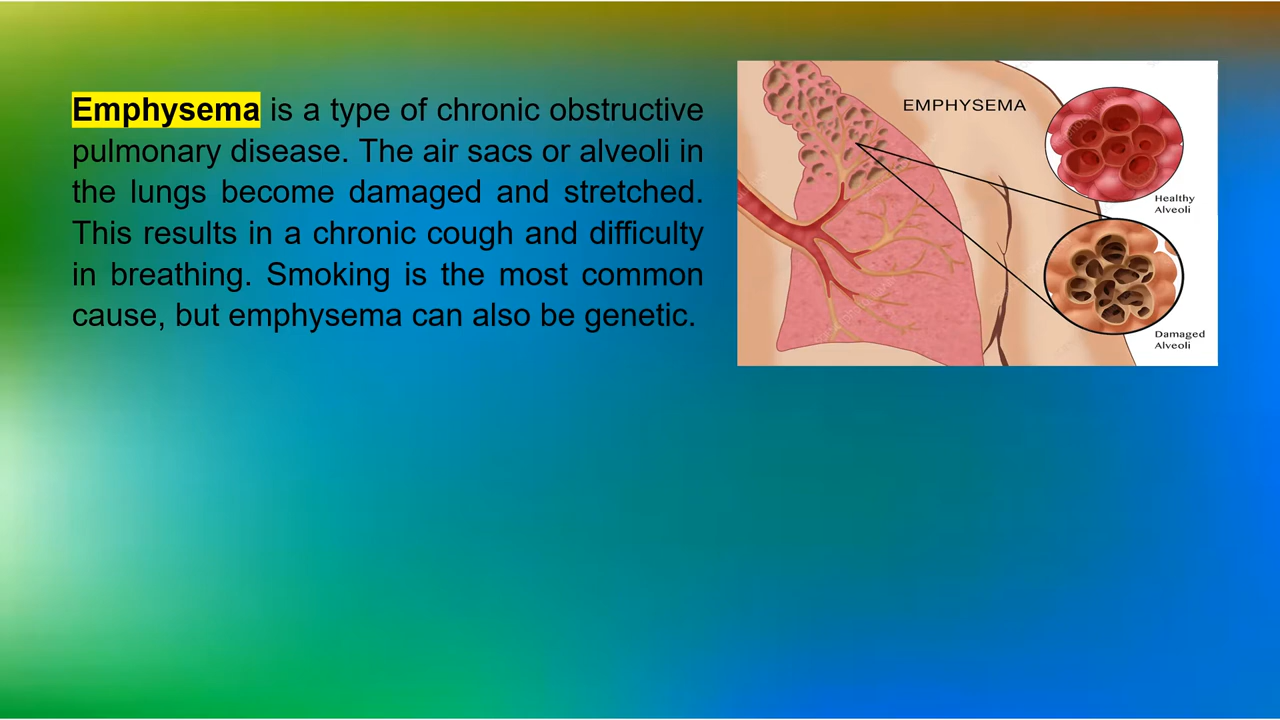 Emphysema is a type of chronic obstructive
pulmonary disease. The air sacs or alveoli in
the lungs become damaged and stretched.
This results in a chronic cough and difficulty
in breathing. Smoking is the most common
cause, but emphysema can also be genetic.
EMPHYSEMA
Healthy
Alveoli
Damaged
Alveoli